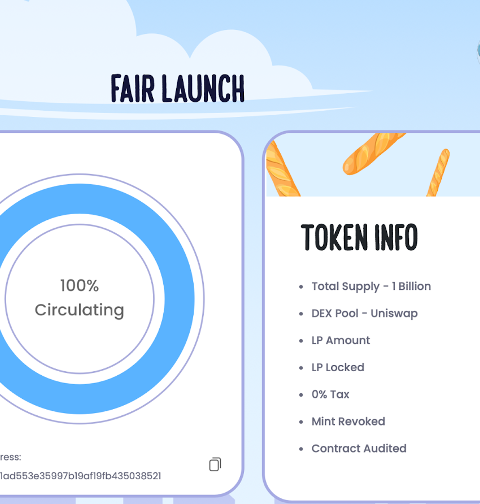 FAIR LAUNCH
100%
Circulating
ress:
1ad553e35997b19af19fb435038521
TOKEN INFO
Total Supply - 1 Billion
DEX Pool - Uniswap
LP Amount
LP Locked
0% Tax
Mint Revoked
Contract Audited